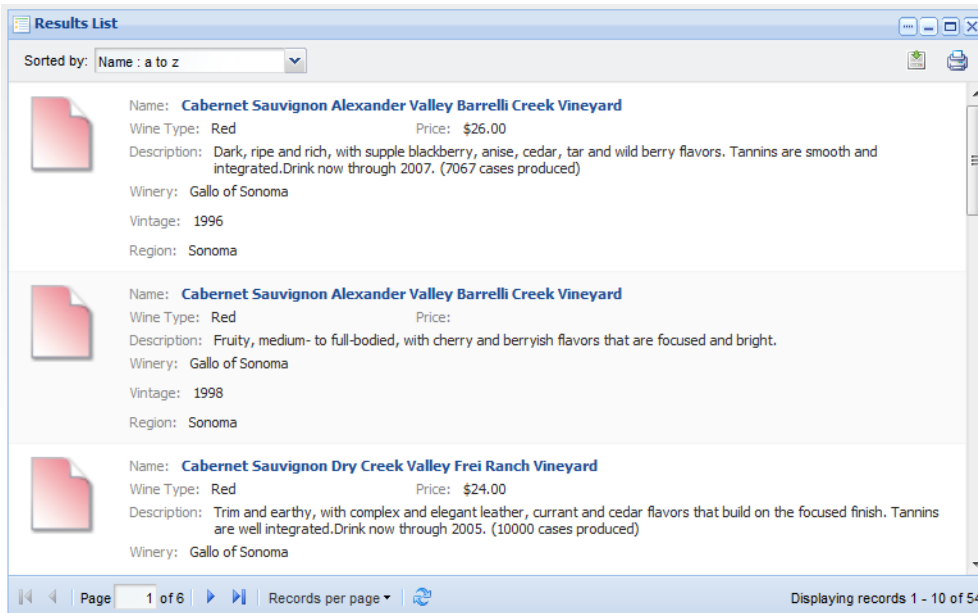 Results List
Sorted by: Name : a to z
Name: Cabernet Sauvignon Alexander Valley Barrelli Creek Vineyard
Wine Type: Red Price: $26.00
Description: Dark, ripe and rich, with supple blackberry, anise, cedar, tar and wild berry flavors. Tannins are smooth and
integrated.Drink now through 2007. (7067 cases produced)
Winery: Gallo of Sonoma
Vintage: 1996
Region: Sonoma
Name: Cabernet Sauvignon Alexander Valley Barrelli Creek Vineyard
Wine Type: Red Price:
Description: Fruity, medium- to full-bodied, with cherry and berryish flavors that are focused and bright.
Winery: Gallo of Sonoma
Vintage: 1998
Region: Sonoma
Name: Cabernet Sauvignon Dry Creek Valley Frei Ranch Vineyard
Wine Type: Red Price: $24.00
Description: Trim and earthy, with complex and elegant leather, currant and cedar flavors that build on the focused finish. Tannins
are well integrated.Drink now through 2005. (10000 cases produced)
Winery: Gallo of Sonoma
Page 1 of 6 Records per page Displaying records 1 - 10 of 54